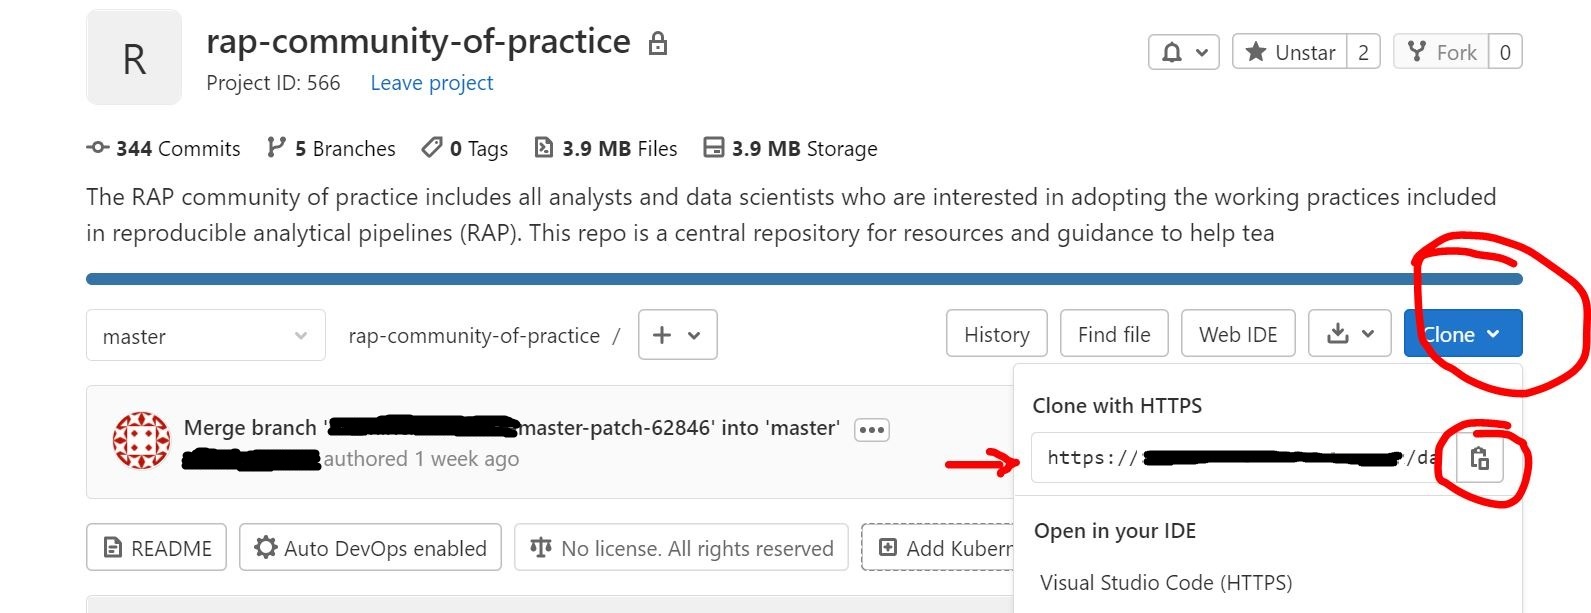 R
rap-community-of-practice
Project ID: 566 Leave project
Unstar 2 Fork 0
344 Commits 5 Branches 0 Tags 3.9 MB Files 3.9 MB Storage
The RAP community of practice includes all analysts and data scientists who are interested in adopting the working practices included
in reproducible analytical pipelines (RAP). This repo is a central repository for resources and guidance to help tea
master rap-community-of-practice / + History Find file Web IDE Clone
Merge branch ' master-patch-62846' into 'master' •••
authored 1 week ago
Clone with HTTPS
https:// /da
Open in your IDE
Visual Studio Code (HTTPS)
README Auto DevOps enabled No license. All rights reserved Add Kubern